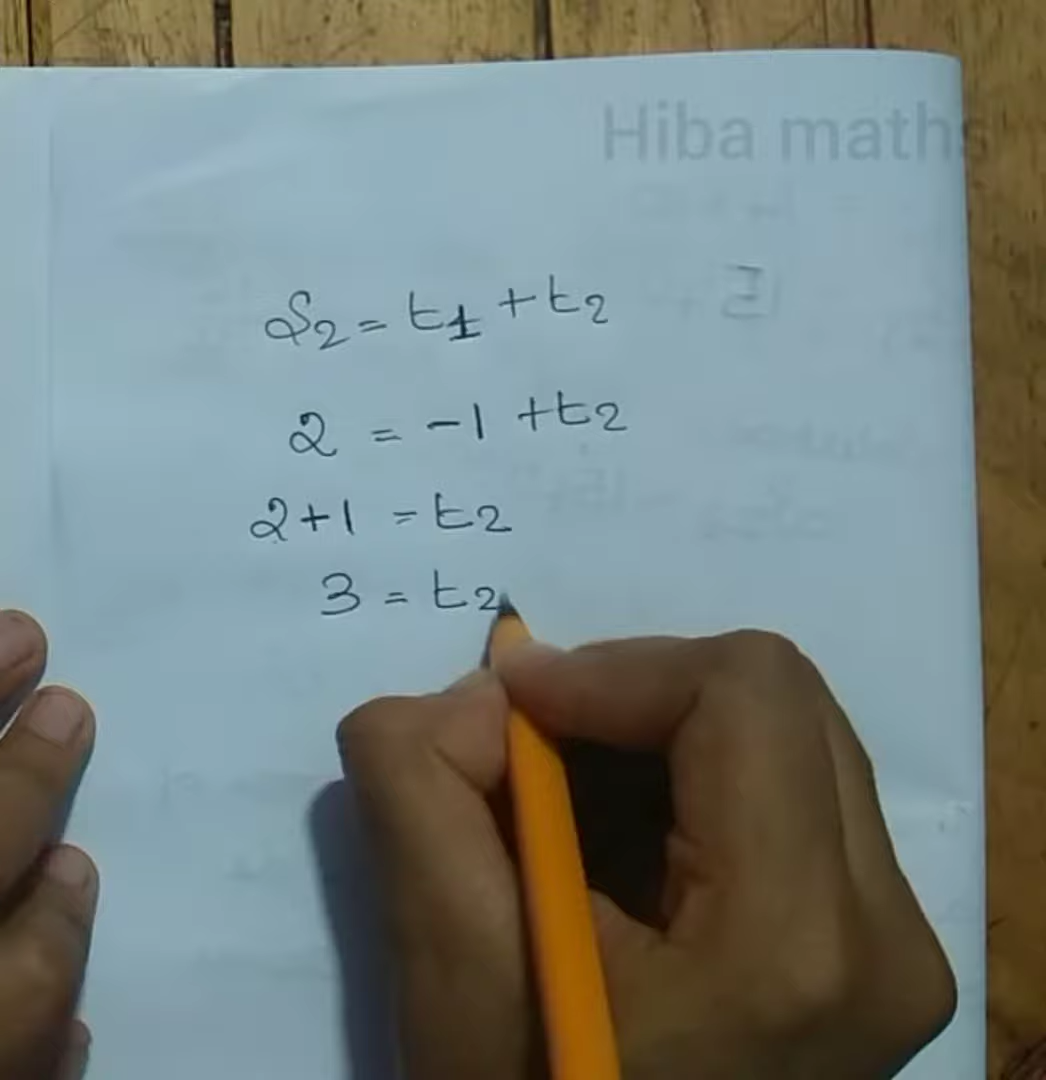 Hiba maths
S2 = t1 + t2
2 = -1 + t2
2+1 = t2
3 = t2